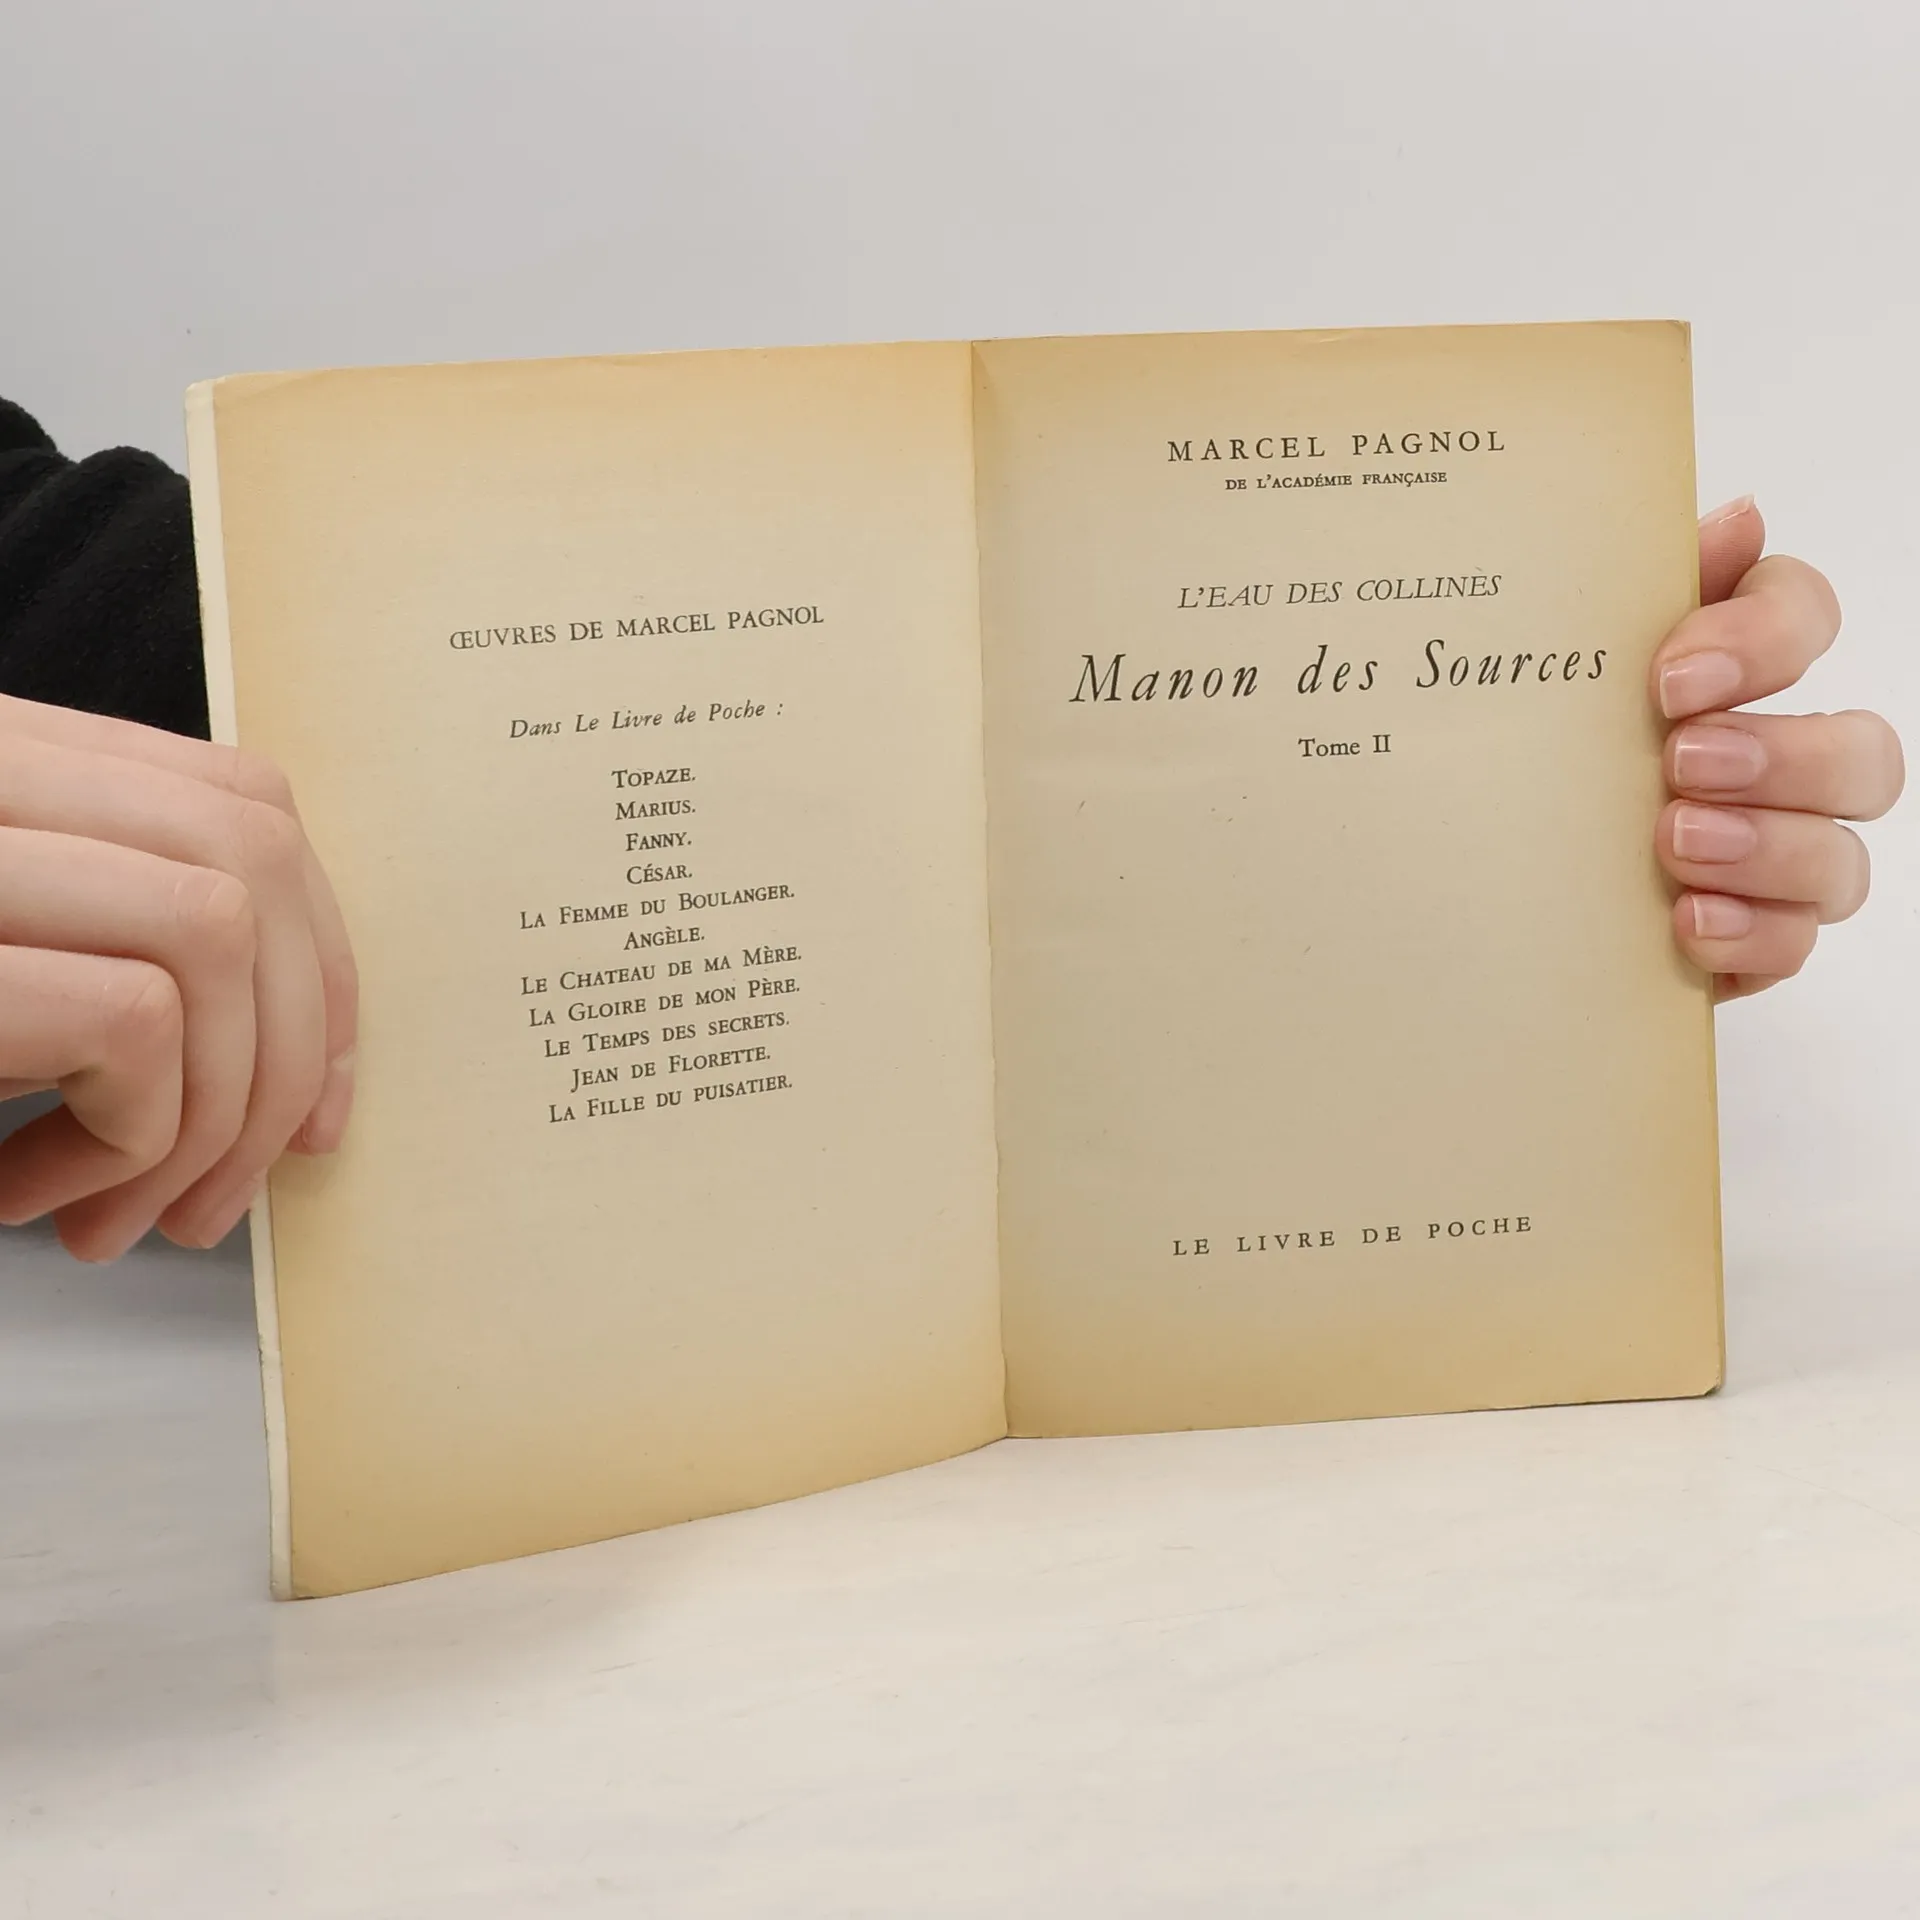 ŒUVRES DE MARCEL PAGNOL
Dans Le Livre de Poche :
TOPAZE.
MARIUS.
FANNY.
CÉSAR.
LA FEMME DU BOULANGER.
ANGÈLE.
LE CHATEAU DE MA MÈRE.
LA GLOIRE DE MON PÈRE.
LE TEMPS DES SECRETS.
JEAN DE FLORETTE.
LA FILLE DU PUISATIER.
MARCEL PAGNOL
DE L'ACADÉMIE FRANÇAISE
L'EAU DES COLLINES
Manon des Sources
Tome II
LE LIVRE DE POCHE